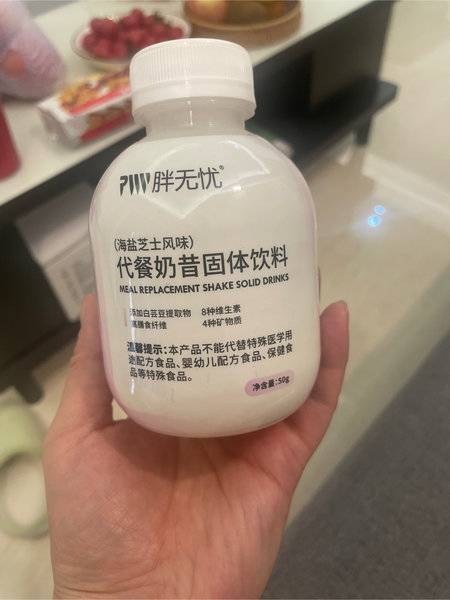 PWV胖无忧®
(海盐芝士风味)
代餐奶昔固体饮料
MEAL REPLACEMENT SHAKE SOLID DRINKS
添加白芸豆提取物 8种维生素
高膳食纤维 4种矿物质
温馨提示:本产品不能代替特殊医学用
途配方食品、婴幼儿配方食品、保健食
品等特殊食品。
净含量:50g